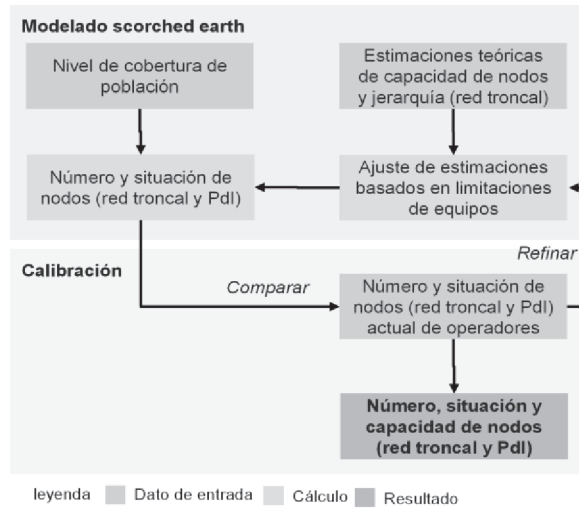 Modelado scorched earth
Nivel de cobertura de
población
Estimaciones teóricas
de capacidad de nodos
y jerarquía (red troncal)
Número y situación de
nodos (red troncal y PdI)
Ajuste de estimaciones
basados en limitaciones
de equipos
Refinar
Calibración
Comparar
Número y situación de
nodos (red troncal y PdI)
actual de operadores
Número, situación y
capacidad de nodos
(red troncal y PdI)
leyenda
Dato de entrada
Cálculo
Resultado